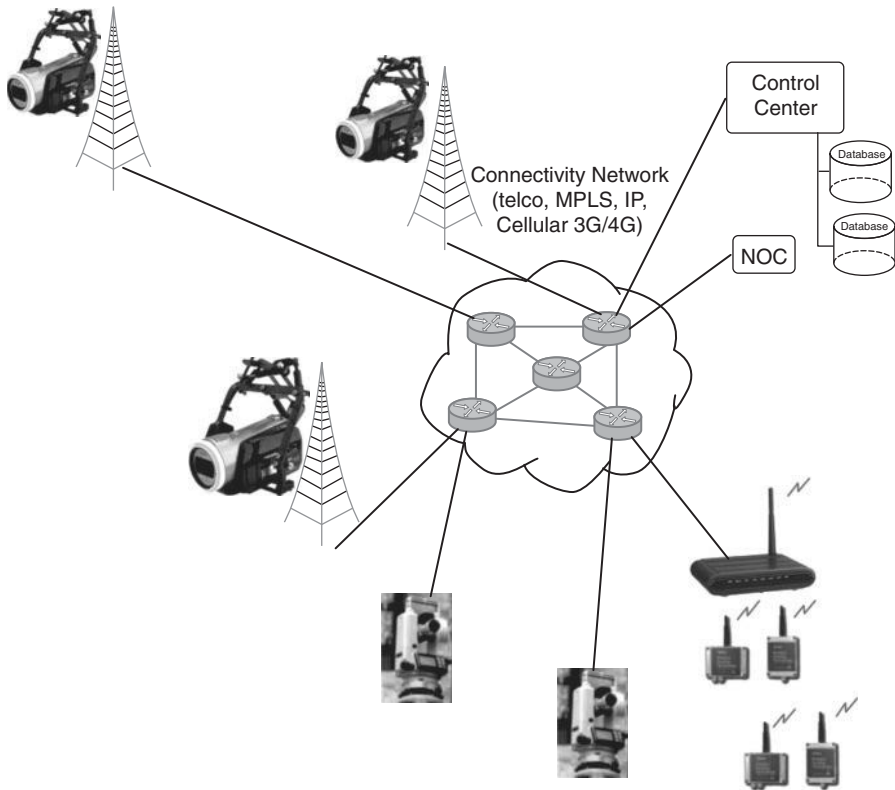 Control
Center
Database
Database
Connectivity Network
(telco, MPLS, IP,
Cellular 3G/4G)
NOC